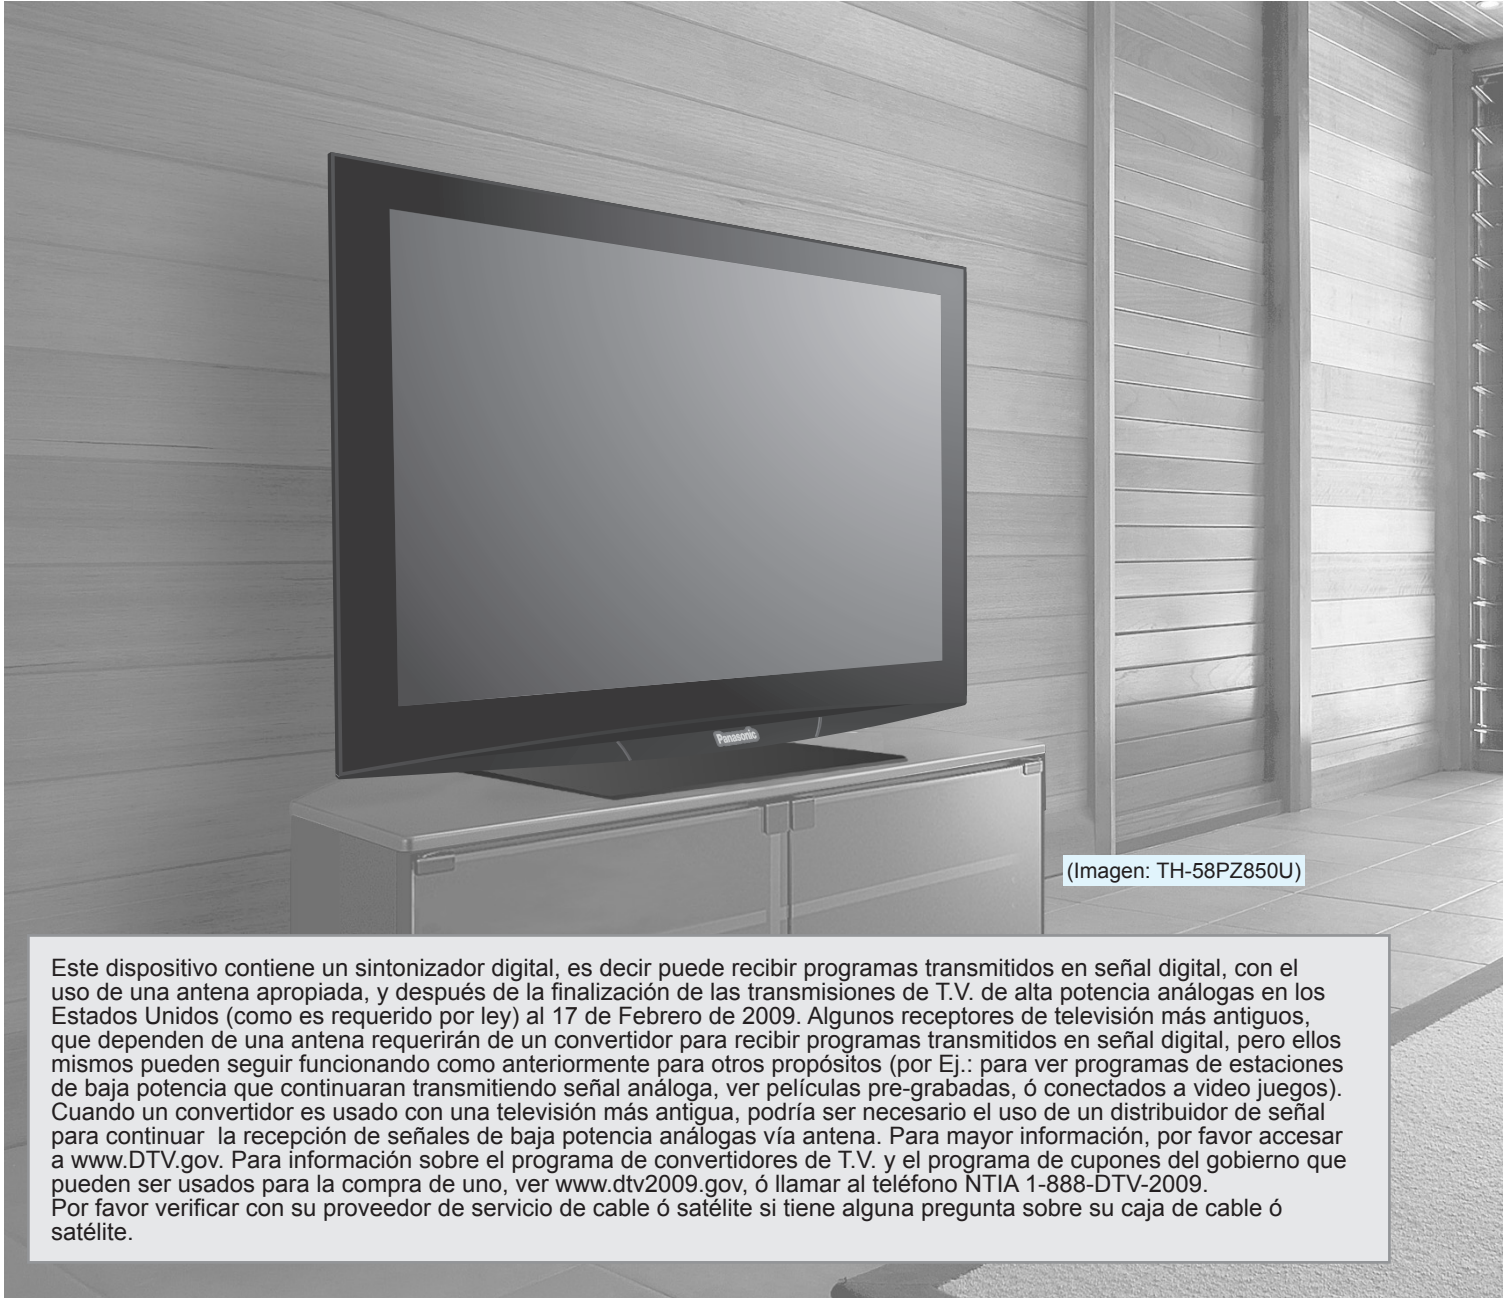 Panasonic
(Imagen: TH-58PZ850U)
Este dispositivo contiene un sintonizador digital, es decir puede recibir programas transmitidos en señal digital, con el
uso de una antena apropiada, y después de la finalización de las transmisiones de T.V. de alta potencia análogas en los
Estados Unidos (como es requerido por ley) al 17 de Febrero de 2009. Algunos receptores de televisión más antiguos,
que dependen de una antena requerirán de un convertidor para recibir programas transmitidos en señal digital, pero ellos
mismos pueden seguir funcionando como anteriormente para otros propósitos (por Ej.: para ver programas de estaciones
de baja potencia que continuaran transmitiendo señal análoga, ver películas pre-grabadas, ó conectados a video juegos).
Cuando un convertidor es usado con una televisión más antigua, podría ser necesario el uso de un distribuidor de señal
para continuar  la recepción de señales de baja potencia análogas vía antena. Para mayor información, por favor accesar
a www.DTV.gov. Para información sobre el programa de convertidores de T.V. y el programa de cupones del gobierno que
pueden ser usados para la compra de uno, ver www.dtv2009.gov, ó llamar al teléfono NTIA 1-888-DTV-2009.
Por favor verificar con su proveedor de servicio de cable ó satélite si tiene alguna pregunta sobre su caja de cable ó
satélite.